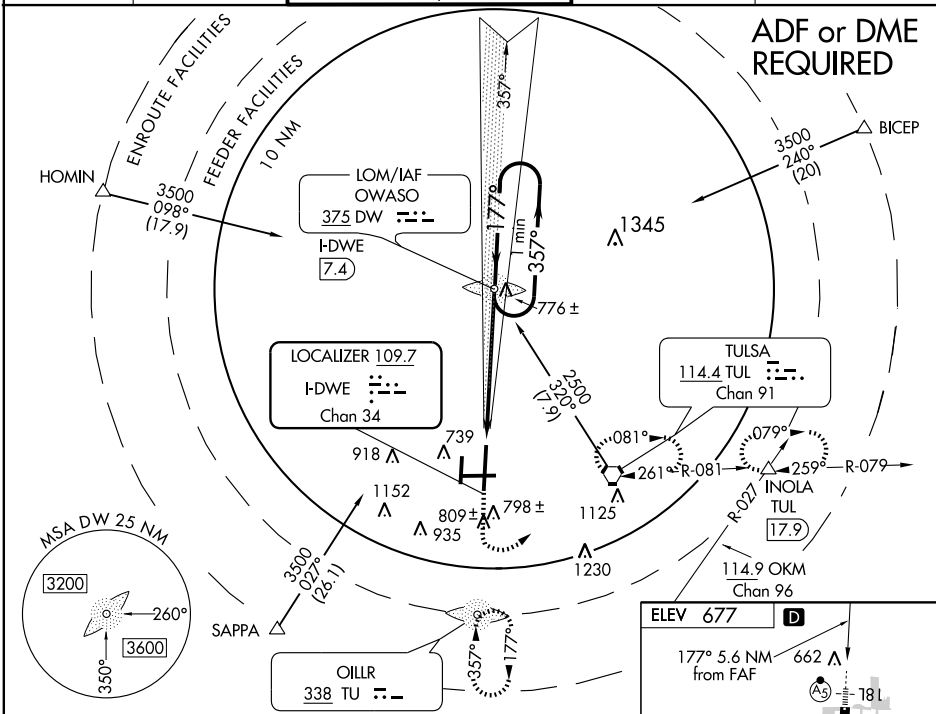 ADF or DME
REQUIRED
ENROUTE FACILITIES
FEEDER FACILITIES
10 NM
357°
BICEP
3500
240°
(20)
HOMIN
3500
098°
(17.9)
LOM/IAF
OWASO
375 DW
I-DWE
7.4
177°
1 min
357°
1345
776 ±
LOCALIZER 109.7
I-DWE
Chan 34
2500
320°
(7.9)
TULSA
114.4 TUL
Chan 91
081°
261°
R-081
079°
259°
R-079
INOLA
TUL
17.9
R-027
114.9 OKM
Chan 96
739
918
1152
809 ±
798 ±
935
1125
1230
MSA DW 25 NM
3200
260°
3600
350°
3500
027°
(26.1)
SAPPA
OILLR
338 TU
357°
177°
ELEV 677
D
177° 5.6 NM
from FAF
662
A5
18L